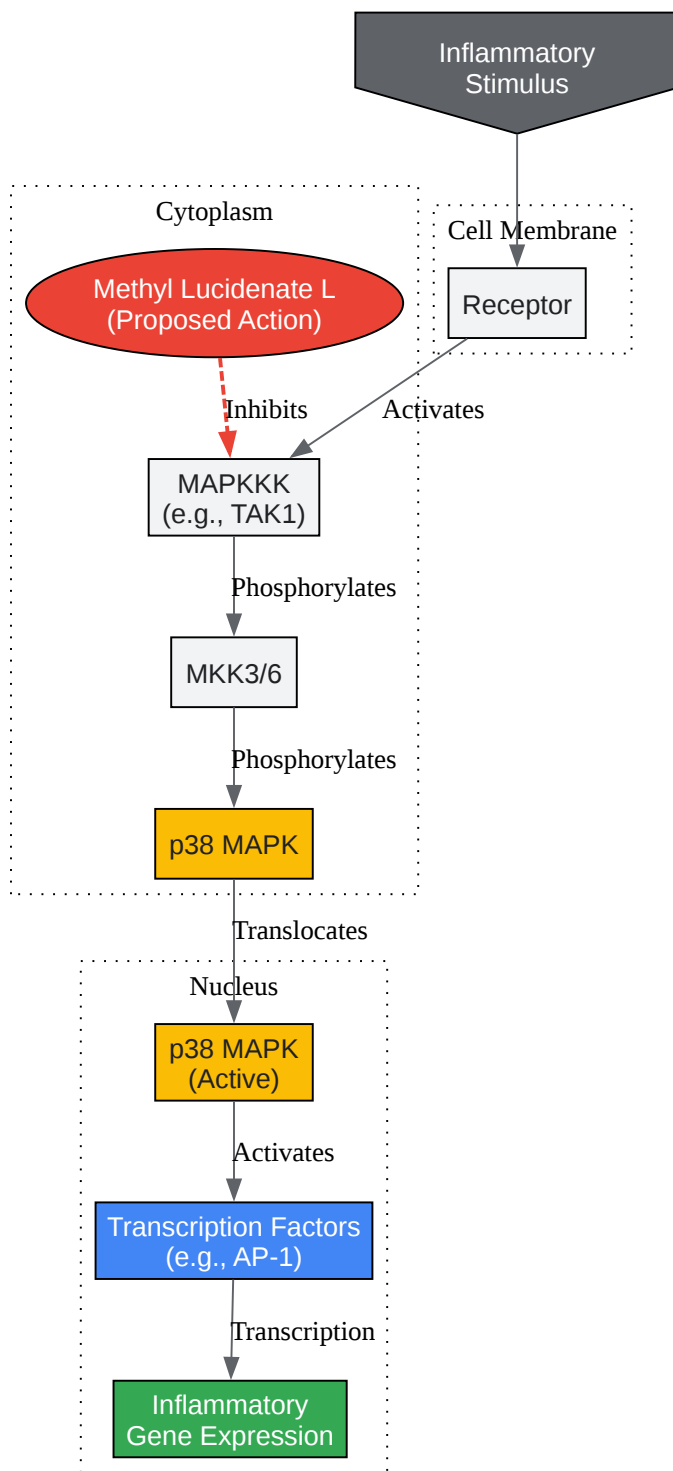 Inflammatory
Stimulus
Cytoplasm
Cell Membrane
Methyl Lucidenate L
(Proposed Action)
Receptor
Inhibits
Activates
MAPKKK
(e.g., TAK1)
Phosphorylates
MKK3/6
Phosphorylates
p38 MAPK
Translocates
Nucleus
p38 MAPK
(Active)
Activates
Transcription Factors
(e.g., AP-1)
Transcription
Inflammatory
Gene Expression